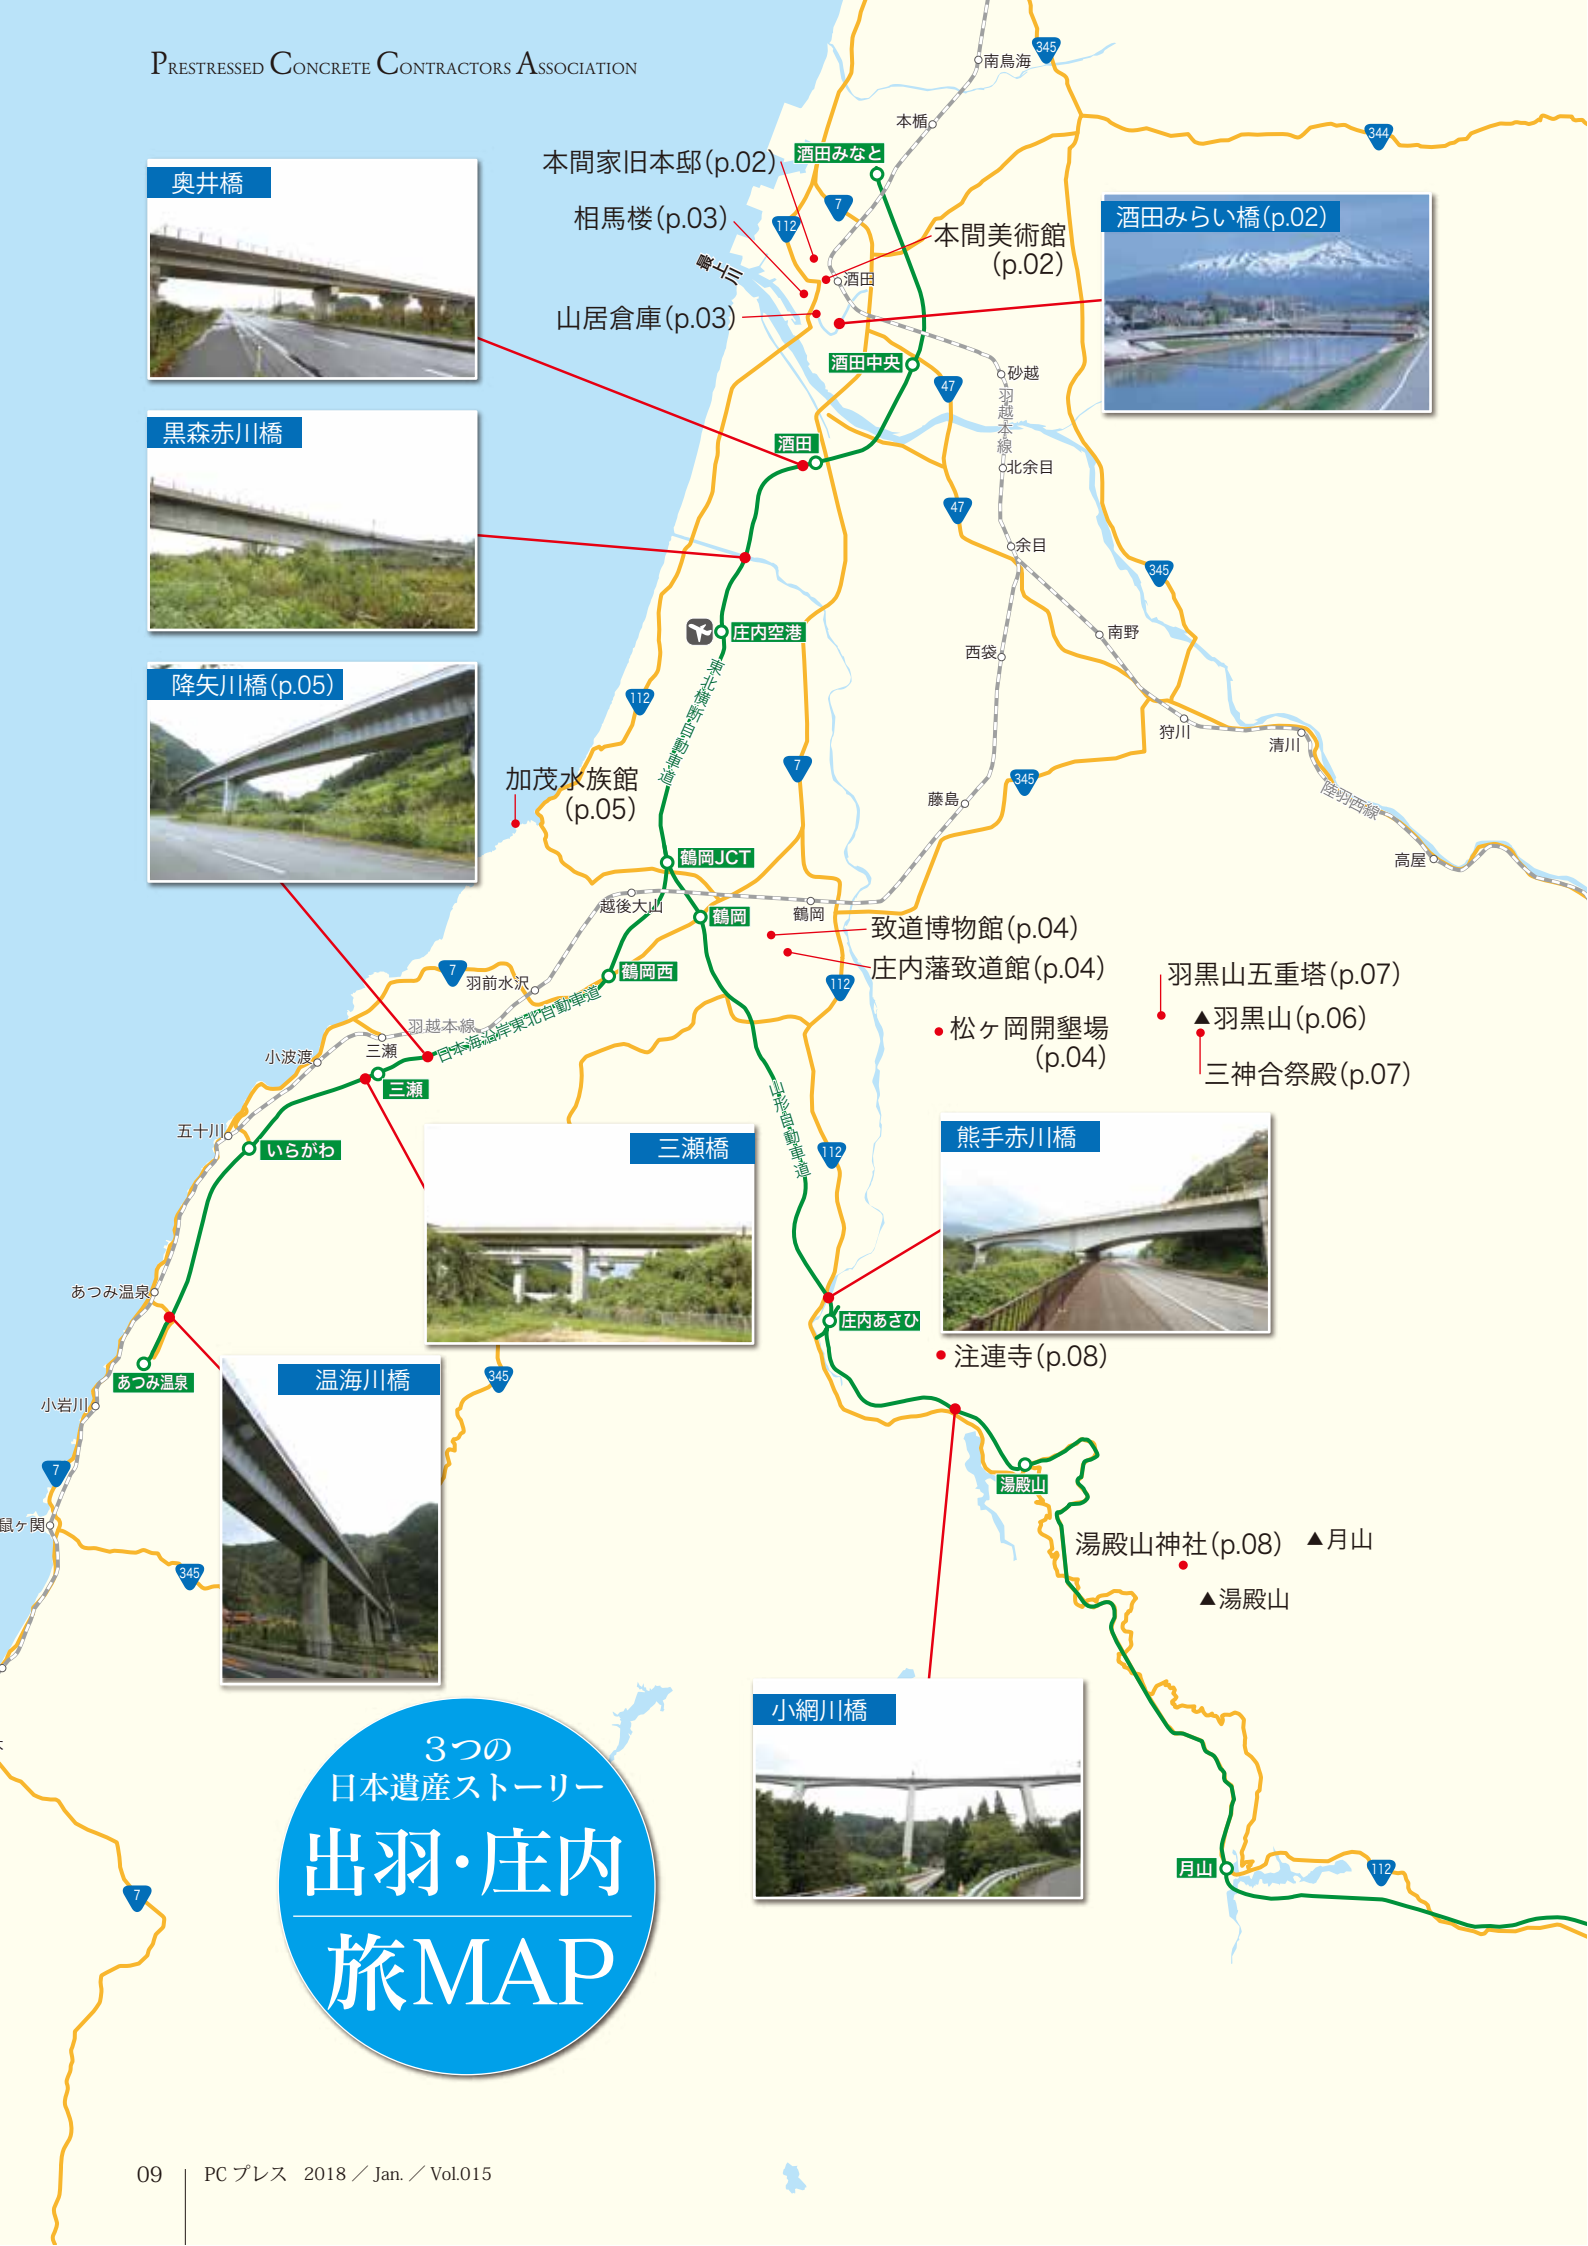 PRESTRESSED CONCRETE CONTRACTORS ASSOCIATION
345
南鳥海
本楯
344
本間家旧本邸(p.02)
酒田みなと
奥井橋
7
相馬楼(p.03)
112
酒田みらい橋(p.02)
本間美術館
(p.02)
最上川
酒田
山居倉庫(p.03)
酒田中央
砂越
47
羽越本線
黒森赤川橋
酒田
北余目
47
余目
345
庄内空港
南野
西袋
東北横断自動車道
降矢川橋(p.05)
112
狩川
清川
7
加茂水族館
(p.05)
345
藤島
陸羽西線
鶴岡JCT
高屋
越後大山
鶴岡
鶴岡
致道博物館(p.04)
庄内藩致道館(p.04)
7
羽前水沢
鶴岡西
112
羽黒山五重塔(p.07)
▲羽黒山(p.06)
羽越本線
日本海沿岸東北自動車道
松ヶ岡開墾場
(p.04)
三瀬
小波渡
三神合祭殿(p.07)
三瀬
山形自動車道
五十川
いらがわ
三瀬橋
112
熊手赤川橋
あつみ温泉
庄内あさひ
注連寺(p.08)
あつみ温泉
温海川橋
345
小岩川
7
湯殿山
鼠ヶ関
湯殿山神社(p.08)
▲月山
345
▲湯殿山
小網川橋
3つの
日本遺産ストーリー
出羽・庄内
旅MAP
月山
112
7
09
PCプレス 2018 ／ Jan. ／ Vol.015